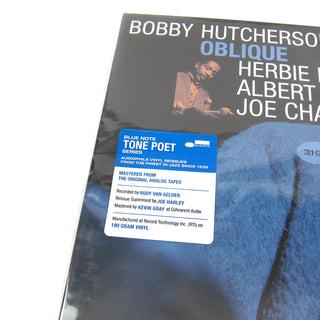 BOBBY HUTCHERSO
OBLIQUE
HERBIE
ALBERT
JOE CHA
319
BLUE NOTE
TONE POET
SERIES
AUDIOPHILE VINYL REISSUES
FROM THE FINEST IN JAZZ SINCE 1939
MASTERED FROM
THE ORIGINAL ANALOG TAPES
Recorded by RUDY VAN GELDER
Reissue Supervised by JOE HARLEY
Mastered by KEVIN GRAY at Cohearent Audio
Manufactured at Record Technology Inc. (RTI) on
180 GRAM VINYL